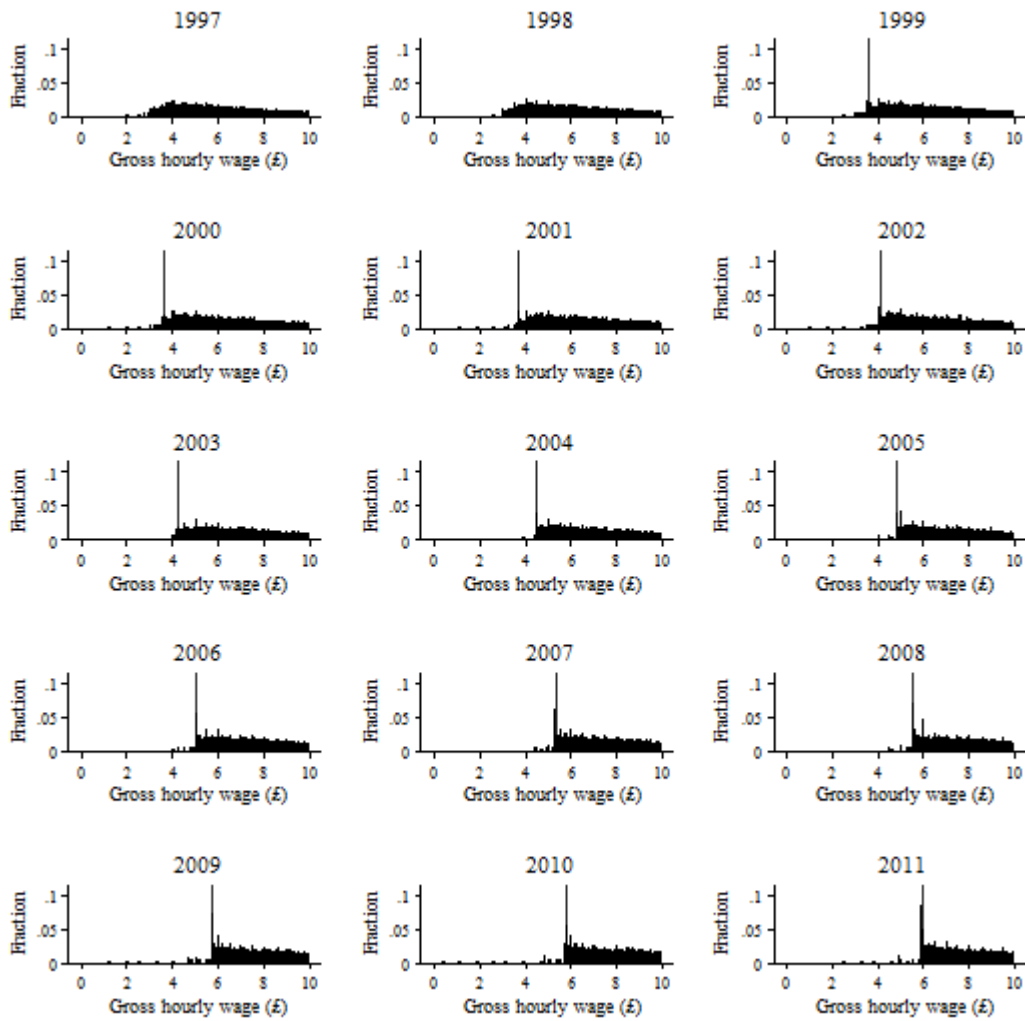 1997 1998 1999
Fraction .1 .05 0 Fraction .1 .05 0 Fraction .1 .05 0
0 2 4 6 8 10 0 2 4 6 8 10 0 2 4 6 8 10
Gross hourly wage (£) Gross hourly wage (£) Gross hourly wage (£)
2000 2001 2002
Fraction .1 .05 0 Fraction .1 .05 0 Fraction .1 .05 0
0 2 4 6 8 10 0 2 4 6 8 10 0 2 4 6 8 10
Gross hourly wage (£) Gross hourly wage (£) Gross hourly wage (£)
2003 2004 2005
Fraction .1 .05 0 Fraction .1 .05 0 Fraction .1 .05 0
0 2 4 6 8 10 0 2 4 6 8 10 0 2 4 6 8 10
Gross hourly wage (£) Gross hourly wage (£) Gross hourly wage (£)
2006 2007 2008
Fraction .1 .05 0 Fraction .1 .05 0 Fraction .1 .05 0
0 2 4 6 8 10 0 2 4 6 8 10 0 2 4 6 8 10
Gross hourly wage (£) Gross hourly wage (£) Gross hourly wage (£)
2009 2010 2011
Fraction .1 .05 0 Fraction .1 .05 0 Fraction .1 .05 0
0 2 4 6 8 10 0 2 4 6 8 10 0 2 4 6 8 10
Gross hourly wage (£) Gross hourly wage (£) Gross hourly wage (£)